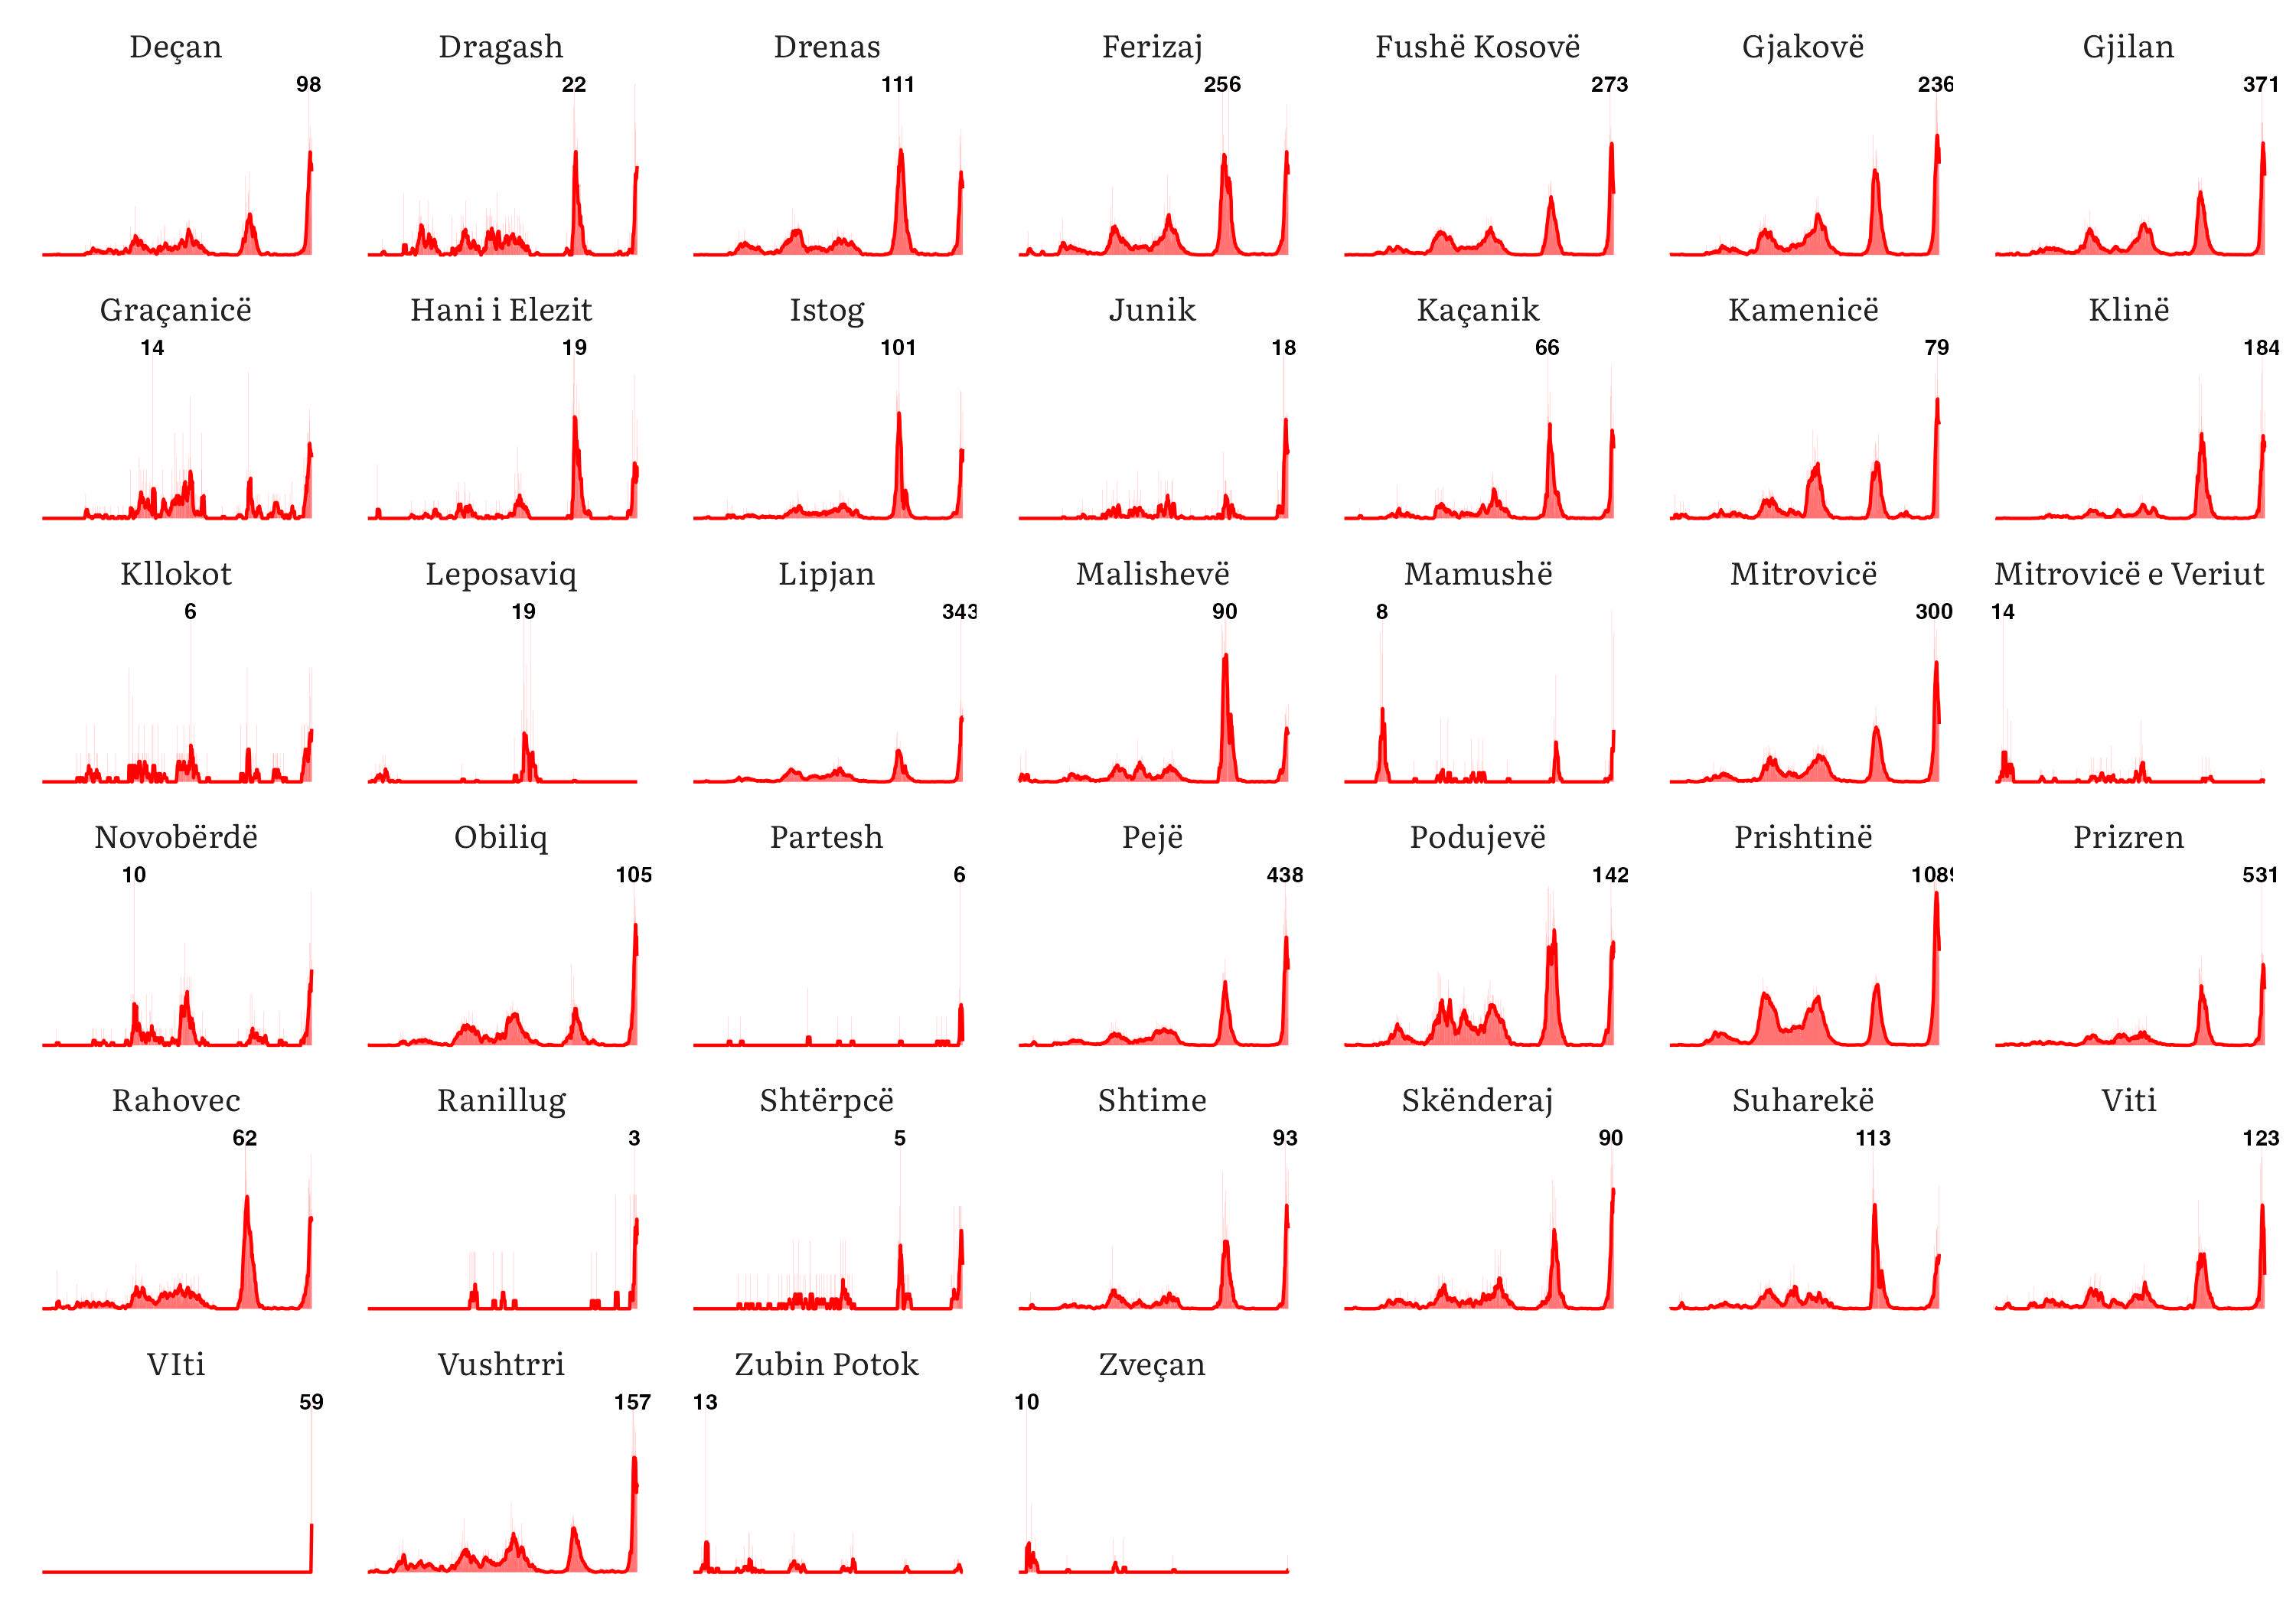 Deçan Dragash Drenas Ferizaj Fushë Kosovë Gjakovë Gjilan
98 22 111 256 273 236 371
Graçanicë Hani i Elezit Istog Junik Kaçanik Kamenicë Klinë
14 19 101 18 66 79 184
Kllokot Leposaviq Lipjan Malishevë Mamushë Mitrovicë Mitrovicë e Veriut
6 19 343 90 8 300 14
Novobërdë Obiliq Partesh Pejë Podujevë Prishtinë Prizren
10 105 6 438 142 1089 531
Rahovec Ranillug Shtërpcë Shtime Skënderaj Suharekë Viti
62 3 5 93 90 113 123
VIti Vushtrri Zubin Potok Zveçan
59 157 13 10